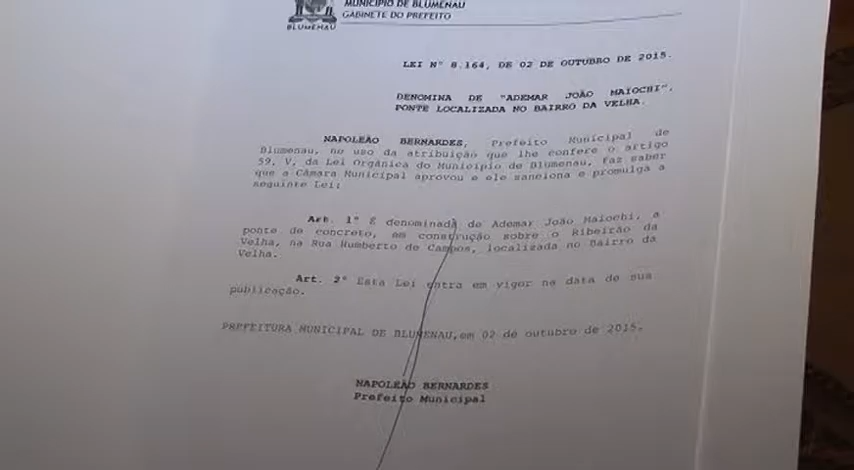 MUNICÍPIO DE BLUMENAU
GABINETE DO PREFEITO
BLUMENAU
LEI Nº 8.164, DE 02 DE OUTUBRO DE 2015.
DENOMINA DE "ADEMAR JOÃO MAIOCHI",
PONTE LOCALIZADA NO BAIRRO DA VELHA.
NAPOLEÃO BERNARDES, Prefeito Municipal de
Blumenau, no uso da atribuição que lhe confere o artigo
59, V, da Lei Orgânica do Município de Blumenau, faz saber
que a Câmara Municipal aprovou e ele sanciona e promulga a
seguinte Lei:
Art. 1º É denominada de Ademar João Maiochi, a
ponte de concreto, em construção sobre o Ribeirão da
Velha, na Rua Humberto de Campos, localizada no Bairro da
Velha.
Art. 2º Esta Lei entra em vigor na data de sua
publicação.
PREFEITURA MUNICIPAL DE BLUMENAU, em 02 de outubro de 2015.
NAPOLEÃO BERNARDES
Prefeito Municipal